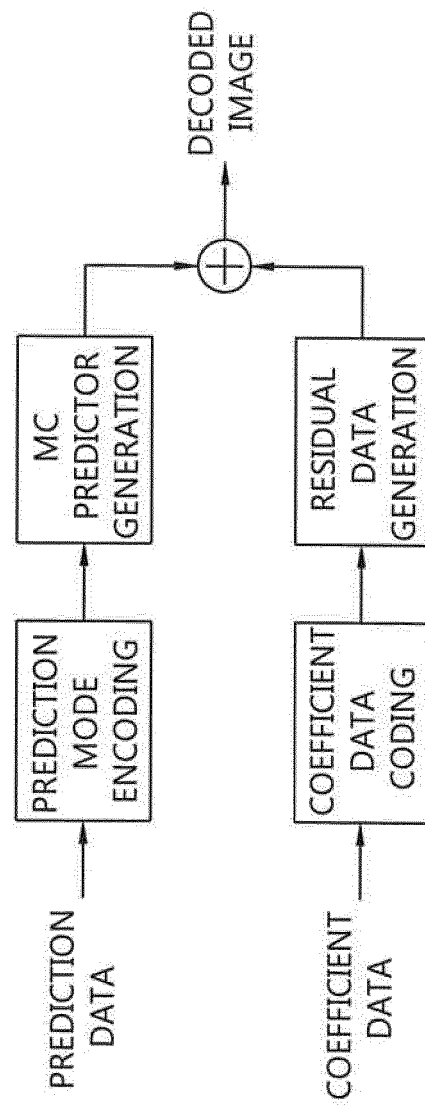 PREDICTION
DATA
PREDICTION
MODE
ENCODING
MC
PREDICTOR
GENERATION
COEFFICIENT
DATA
COEFFICIENT
DATA
CODING
RESIDUAL
DATA
GENERATION
DECODED
IMAGE